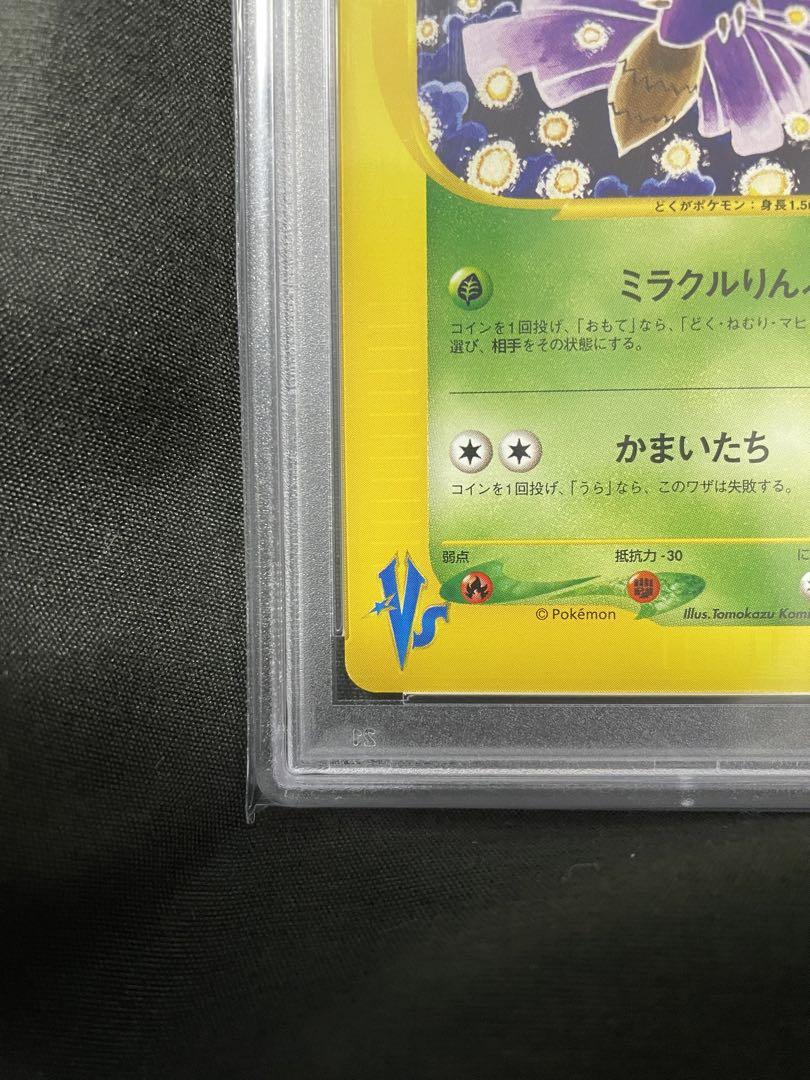 どくがポケモン：身長1.5
ミラクルりん
コインを1回投げ、「おもて」なら、「どく・ねむり・マヒ
選び、相手をその状態にする。
かまいたち
コインを1回投げ、「うら」なら、このワザは失敗する。
弱点 抵抗力 -30 に
VS
© Pokémon Illus.Tomokazu Komi